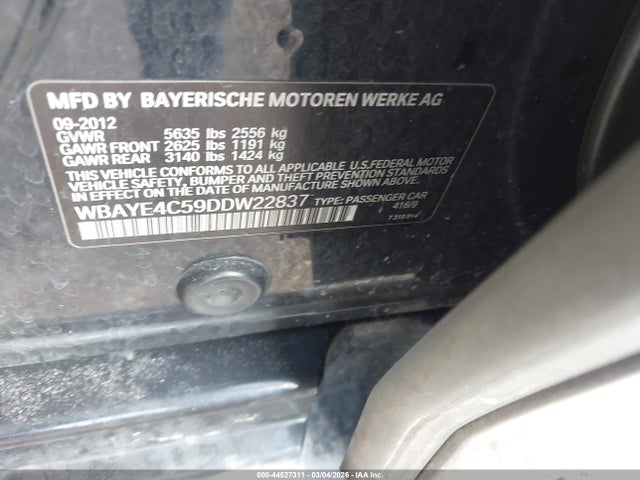 MFD BY BAYERISCHE MOTOREN WERKE AG
09-2012
GVWR 5635 lbs 2556 kg
GAWR FRONT 2625 lbs 1191 kg
GAWR REAR 3140 lbs 1424 kg
THIS VEHICLE CONFORMS TO ALL APPLICABLE U.S.FEDERAL MOTOR
VEHICLE SAFETY, BUMPER, AND THEFT PREVENTION STANDARDS
IN EFFECT ON THE DATE OF MANUFACTURE SHOWN ABOVE.
WBAYE4C59DDW22837 TYPE: PASSENGER CAR
416/9
000-44527311 - 03/04/2026 - IAA Inc.